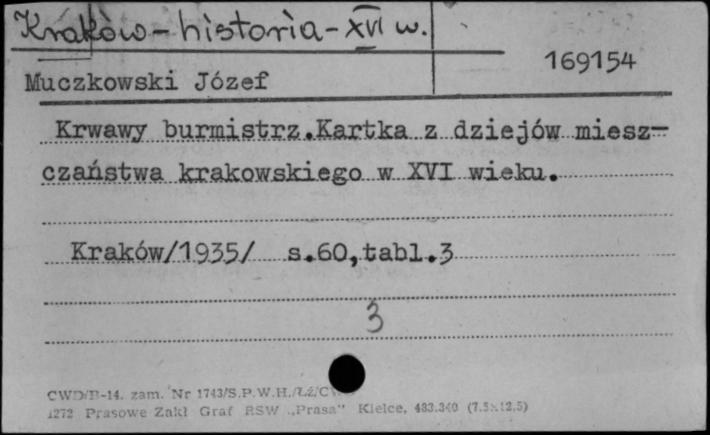 Kraków - historia - XVI w.
169154
Muczkowski Józef
Krwawy burmistrz.Kartka z dziejów miesz-
czaństwa krakowskiego w XVI wieku.
Kraków/1935/ s.60,tabl.3
3
CWD/B-14. zam. Nr 1743/S.P.W.H./Łź/C
1272 Prasowe Zakł Graf RSW „Prasa" Kielce, 483.340 (7.5x12.5)